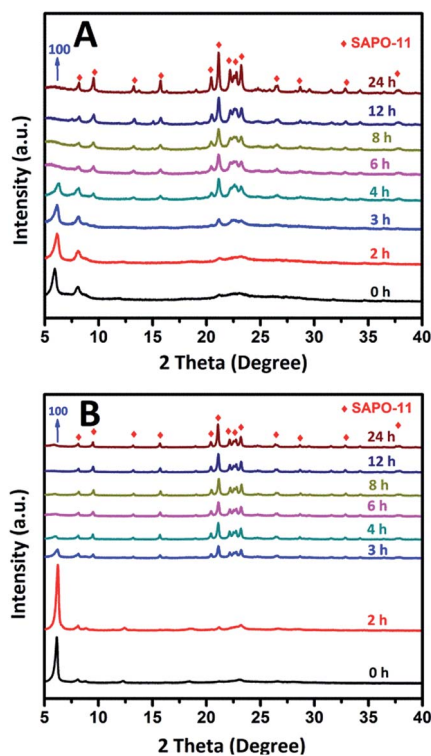 A
♦ SAPO-11
100
24 h
12 h
8 h
6 h
4 h
3 h
2 h
0 h
Intensity (a.u.)
5 10 15 20 25 30 35 40
2 Theta (Degree)
B
♦ SAPO-11
100
24 h
12 h
8 h
6 h
4 h
3 h
2 h
0 h
Intensity (a.u.)
5 10 15 20 25 30 35 40
2 Theta (Degree)